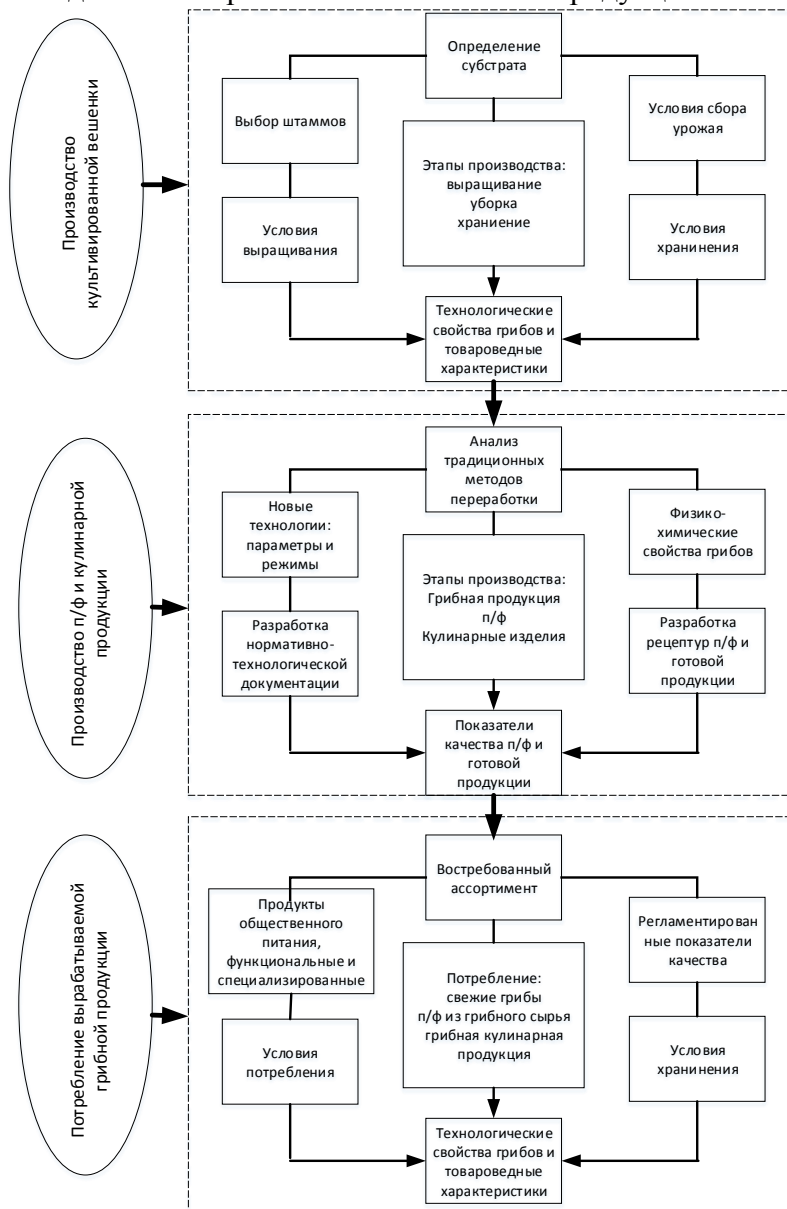 Производство
культивированной вешенки
Определение
субстрата
Выбор штаммов
Условия сбора
урожая
Этапы производства:
выращивание
уборка
храниение
Условия
выращивания
Условия
хранинения
Технологические
свойства грибов и
товароведные
характеристики
Производство п/ф и кулинарной
продукции
Анализ
традиционных
методов
переработки
Новые
технологии:
параметры и
режимы
Физико-
химические
свойства грибов
Этапы производства:
Грибная продукция
п/ф
Кулинарные изделия
Разработка
нормативно-
технологической
документации
Разработка
рецептур п/ф и
готовой
продукции
Показатели
качества п/ф и
готовой
продукции
Потребление вырабатываемой
грибной продукции
Востребованный
ассортимент
Продукты
общественного
питания,
функциональные и
специализированные
Регламентирован
ные показатели
качества
Потребление:
свежие грибы
п/ф из грибного сырья
грибная кулинарная
продукция
Условия
потребления
Условия
хранинения
Технологические
свойства грибов и
товароведные
характеристики